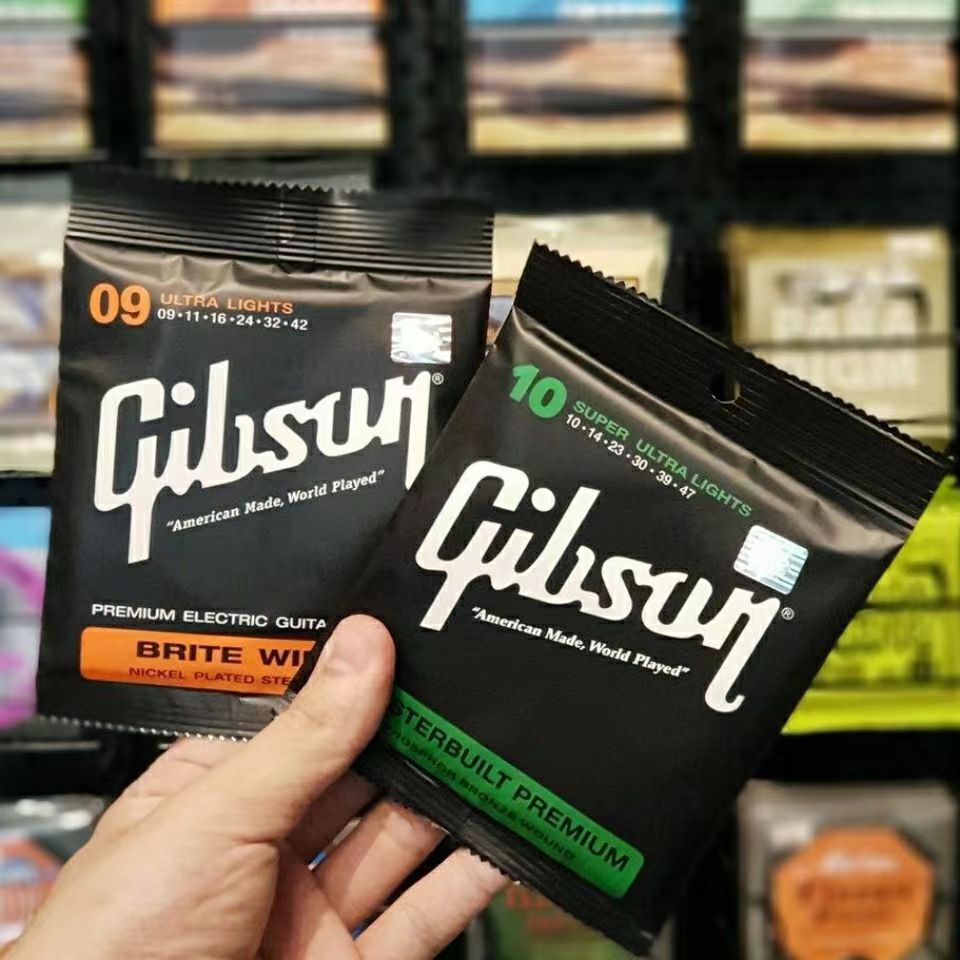 09 ULTRA LIGHTS
09•11•16•24•32•42
Gibson®
"American Made, World Played"
PREMIUM ELECTRIC GUITA
BRITE WI
NICKEL PLATED STE
10 SUPER ULTRA LIGHTS
10•14•23•30•39•47
Gibson®
"American Made, World Played"
STERBUILT PREMIUM
PHOSPHOR BRONZE WOUND